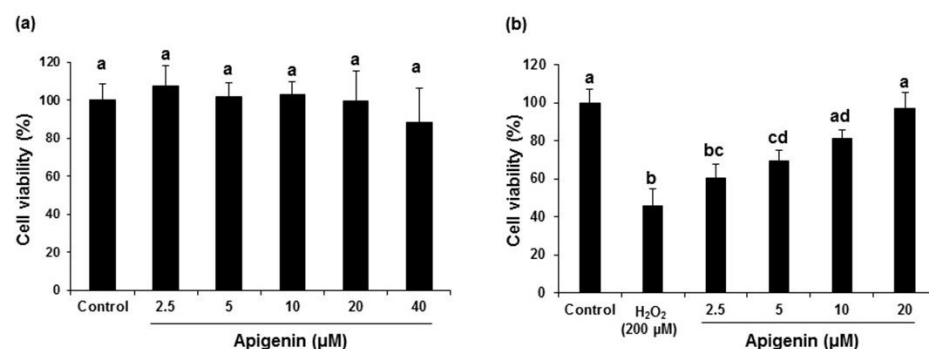 (a)
Cell viability (%)
120
100
80
60
40
20
0
a a a a a a
Control 2.5 5 10 20 40
Apigenin (µM)
(b)
Cell viability (%)
120
100
80
60
40
20
0
a b bc cd ad a
Control H₂O₂ 2.5 5 10 20
(200 µM)
Apigenin (µM)